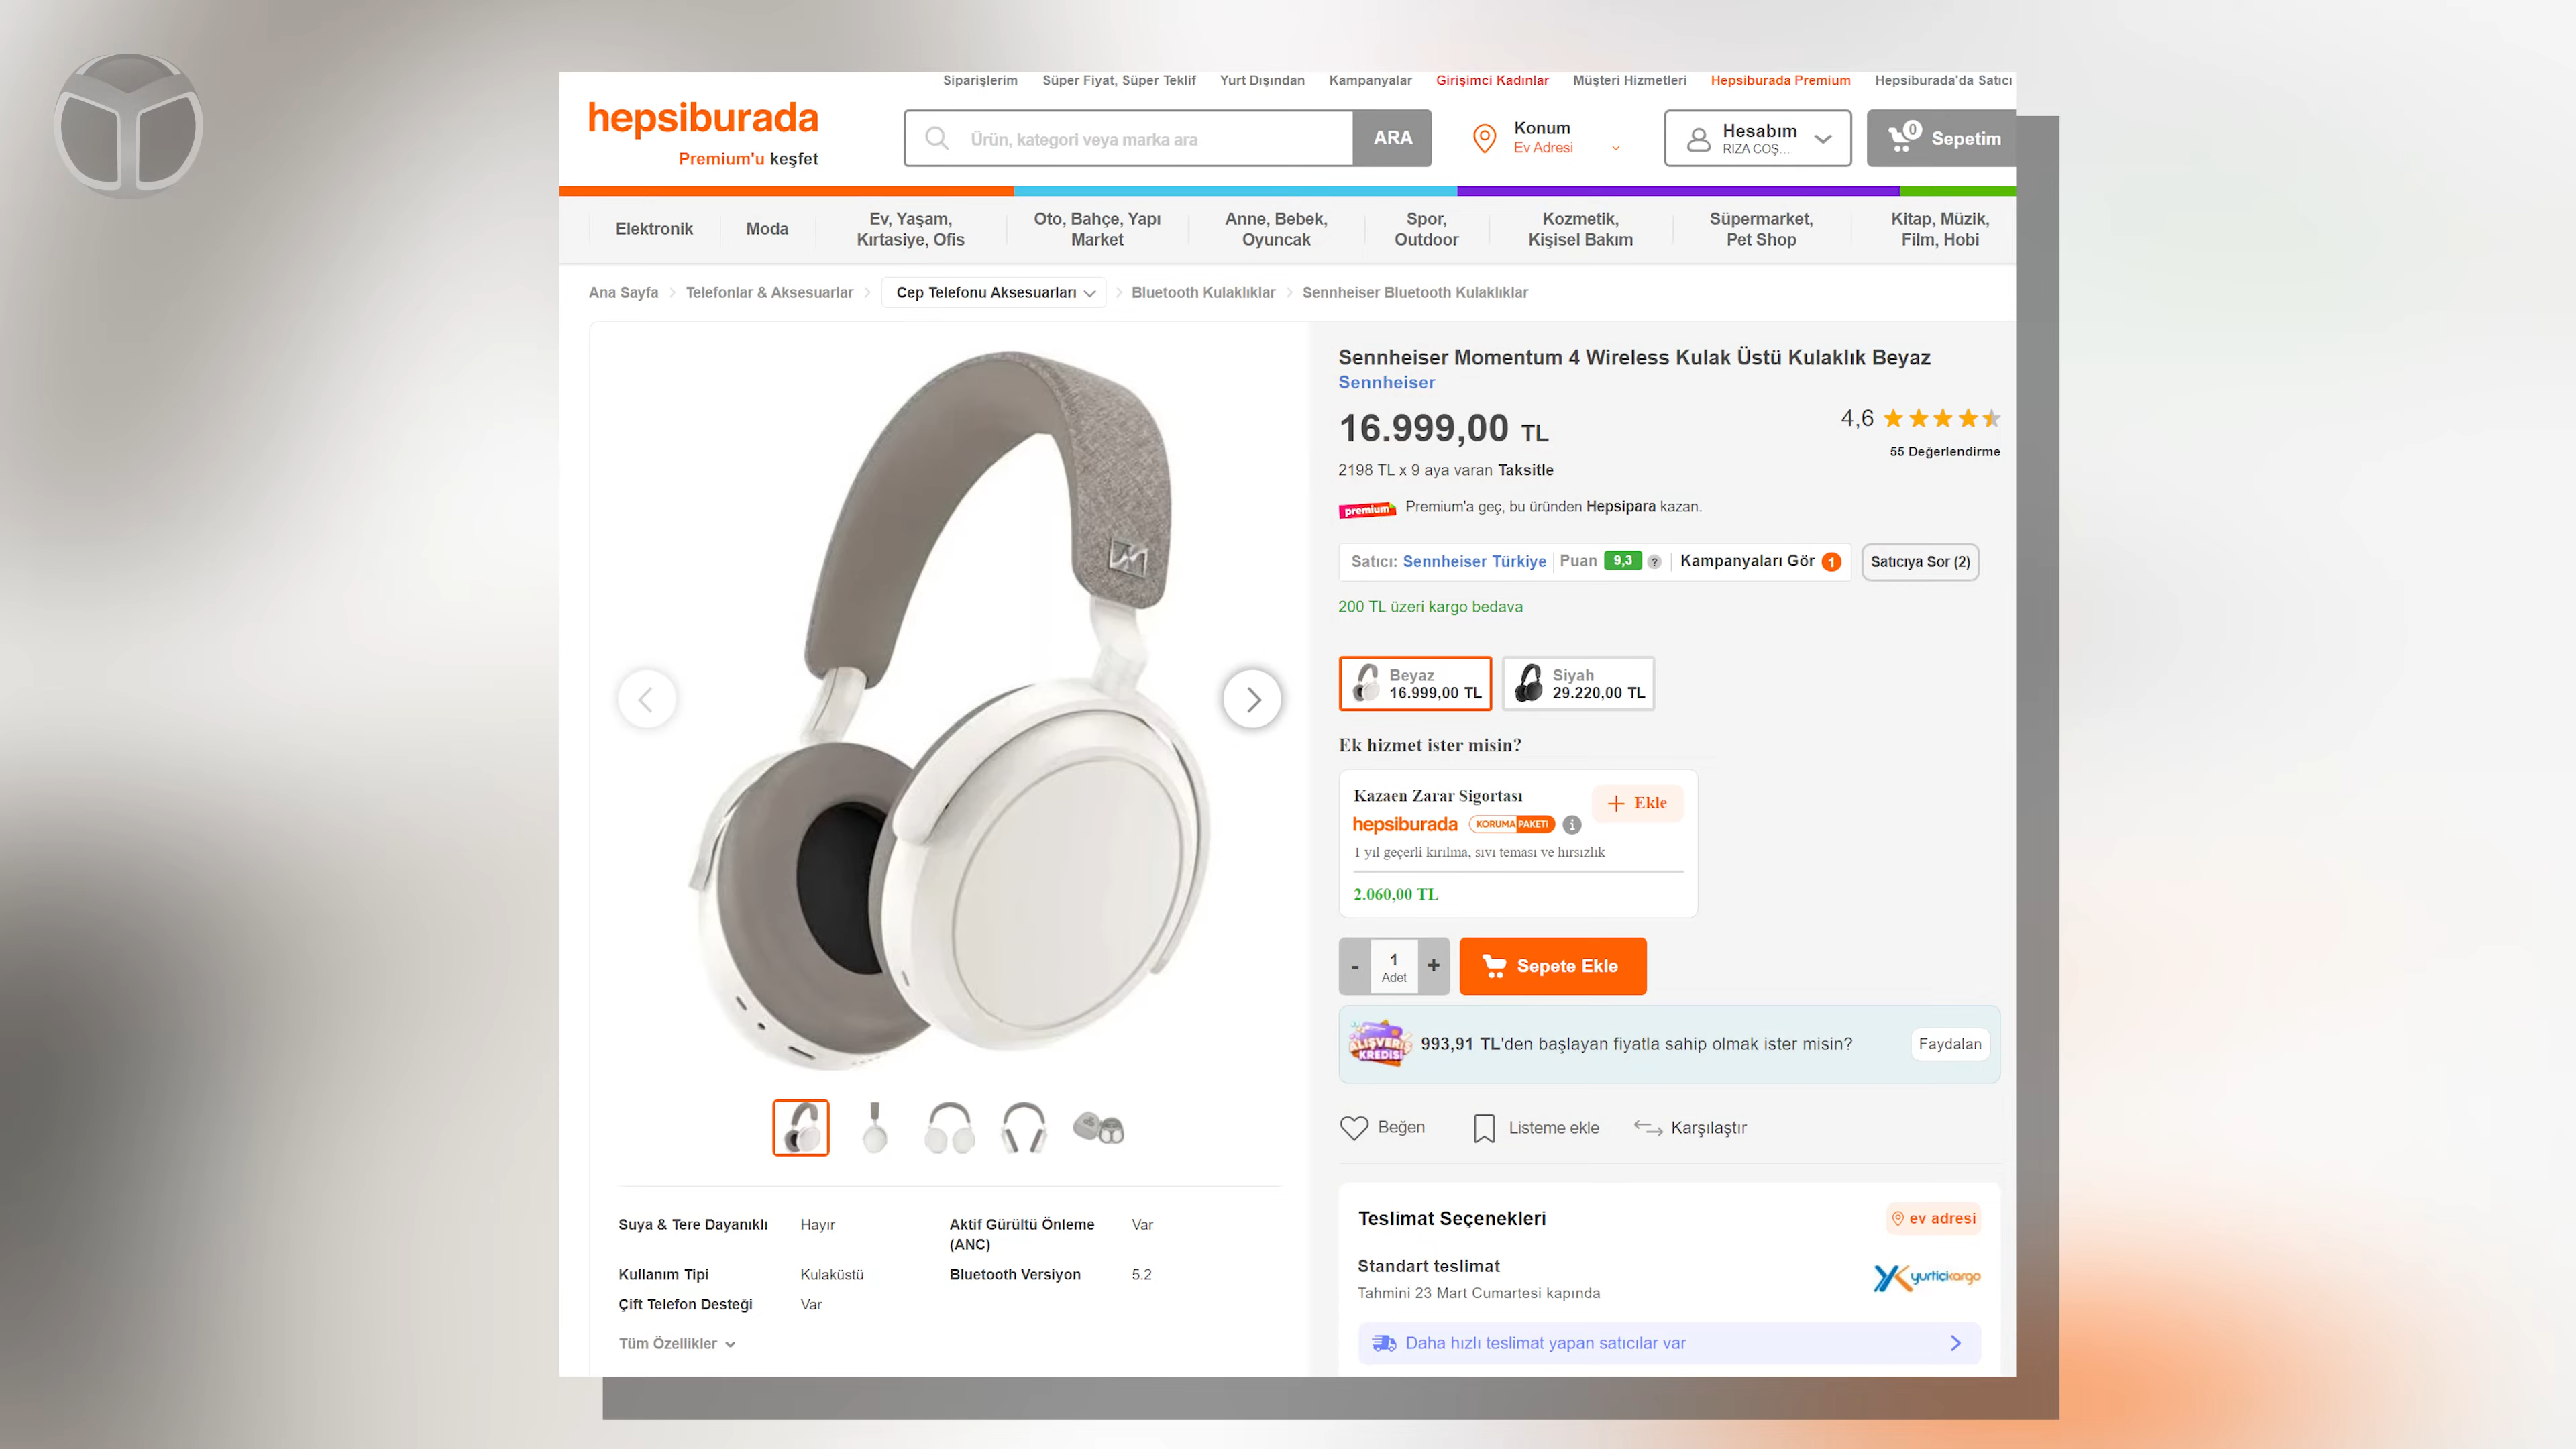 Siparişlerim Süper Fiyat, Süper Teklif Yurt Dışından Kampanyalar Girişimci Kadınlar Müşteri Hizmetleri Hepsiburada Premium Hepsiburada'da Satıcı
hepsiburada
Premium'u keşfet
Ürün, kategori veya marka ara
ARA
Konum
Ev Adresi
Hesabım
RIZA COŞ...
0
Sepetim
Elektronik
Moda
Ev, Yaşam,
Kırtasiye, Ofis
Oto, Bahçe, Yapı
Market
Anne, Bebek,
Oyuncak
Spor,
Outdoor
Kozmetik,
Kişisel Bakım
Süpermarket,
Pet Shop
Kitap, Müzik,
Film, Hobi
Ana Sayfa Telefonlar & Aksesuarlar Cep Telefonu Aksesuarları Bluetooth Kulaklıklar Sennheiser Bluetooth Kulaklıklar
Sennheiser Momentum 4 Wireless Kulak Üstü Kulaklık Beyaz
Sennheiser
16.999,00 TL
4,6
55 Değerlendirme
2198 TL x 9 aya varan Taksitle
premium Premium'a geç, bu üründen Hepsipara kazan.
Satıcı: Sennheiser Türkiye Puan 9,3 ? Kampanyaları Gör 1
Satıcıya Sor (2)
200 TL üzeri kargo bedava
Beyaz
16.999,00 TL
Siyah
29.220,00 TL
Ek hizmet ister misin?
Kazaen Zarar Sigortası
+ Ekle
hepsiburada KORUMA PAKETİ i
1 yıl geçerli kırılma, sıvı teması ve hırsızlık
2.060,00 TL
- 1 +
Adet
Sepete Ekle
ALIŞVERİŞ
KREDİSİ
993,91 TL'den başlayan fiyatla sahip olmak ister misin?
Faydalan
Beğen
Listeme ekle
Karşılaştır
Suya & Tere Dayanıklı Hayır
Aktif Gürültü Önleme
(ANC)
Var
Kullanım Tipi Kulaküstü
Bluetooth Versiyon 5.2
Çift Telefon Desteği Var
Tüm Özellikler
Teslimat Seçenekleri
ev adresi
Standart teslimat
Tahmini 23 Mart Cumartesi kapında
yurtiçikargo
Daha hızlı teslimat yapan satıcılar var